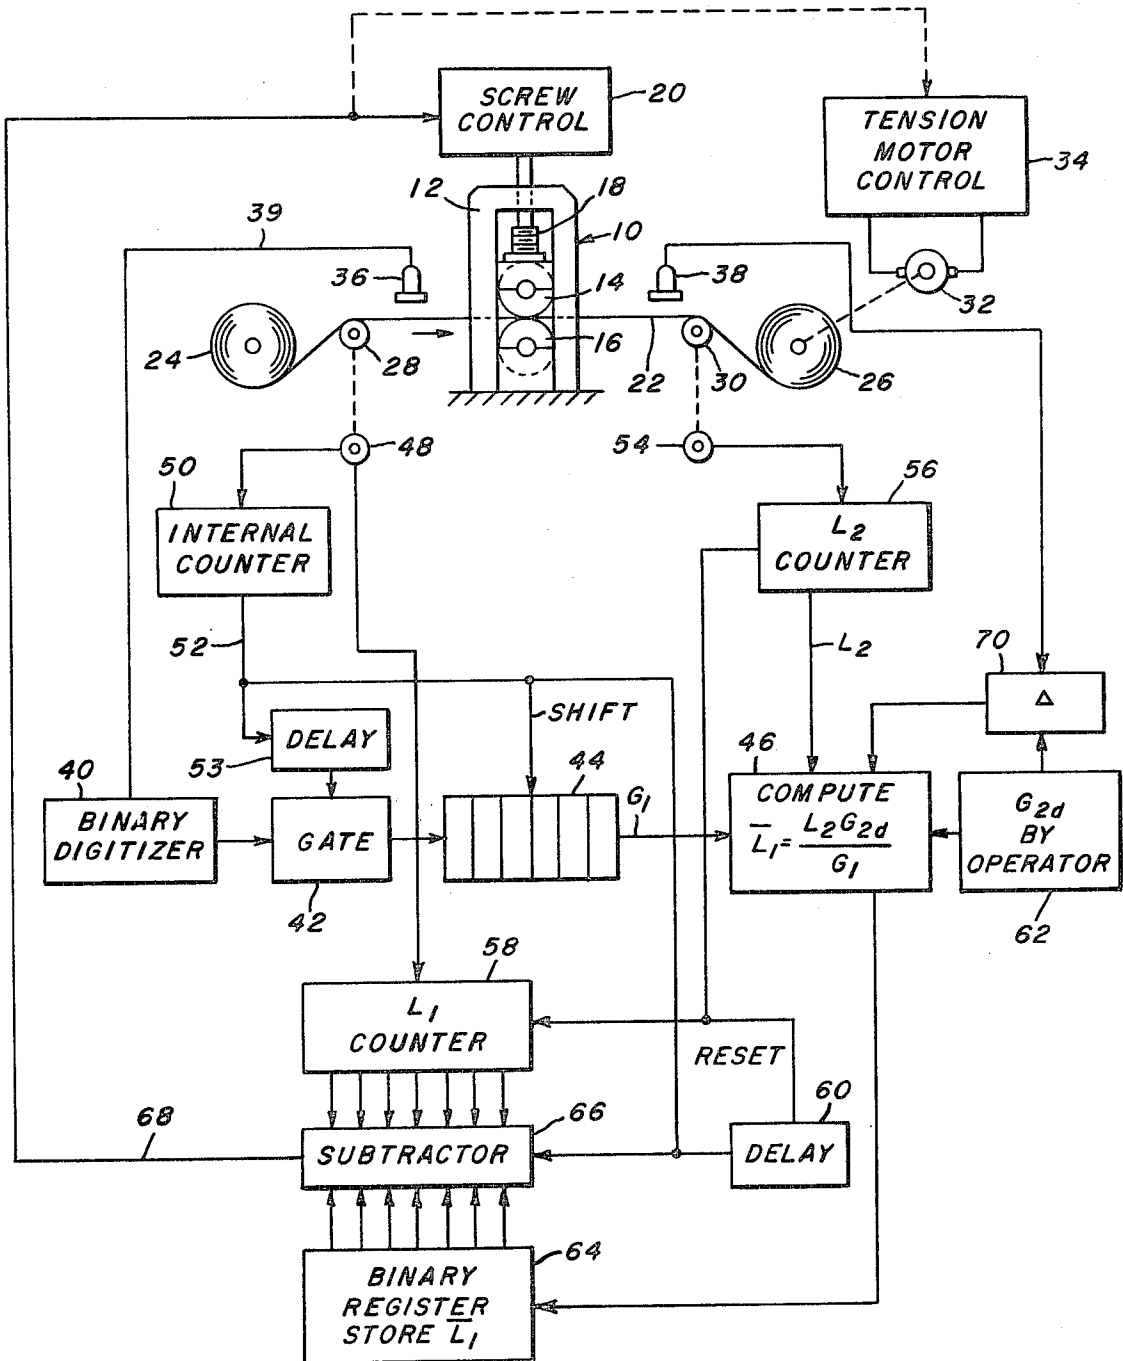 SCREW
CONTROL
20
TENSION
MOTOR
CONTROL
34
12
18
10
39
36
14
38
32
24
28
16
22
30
26
48
54
50
INTERNAL
COUNTER
56
L2
COUNTER
52
L2
70
Δ
SHIFT
DELAY
53
40
BINARY
DIGITIZER
GATE
42
44
G1
46
COMPUTE
L̅1 = L2G2d / G1
G2d
BY
OPERATOR
62
58
L1
COUNTER
RESET
60
DELAY
68
66
SUBTRACTOR
64
BINARY
REGISTER
STORE L̅1